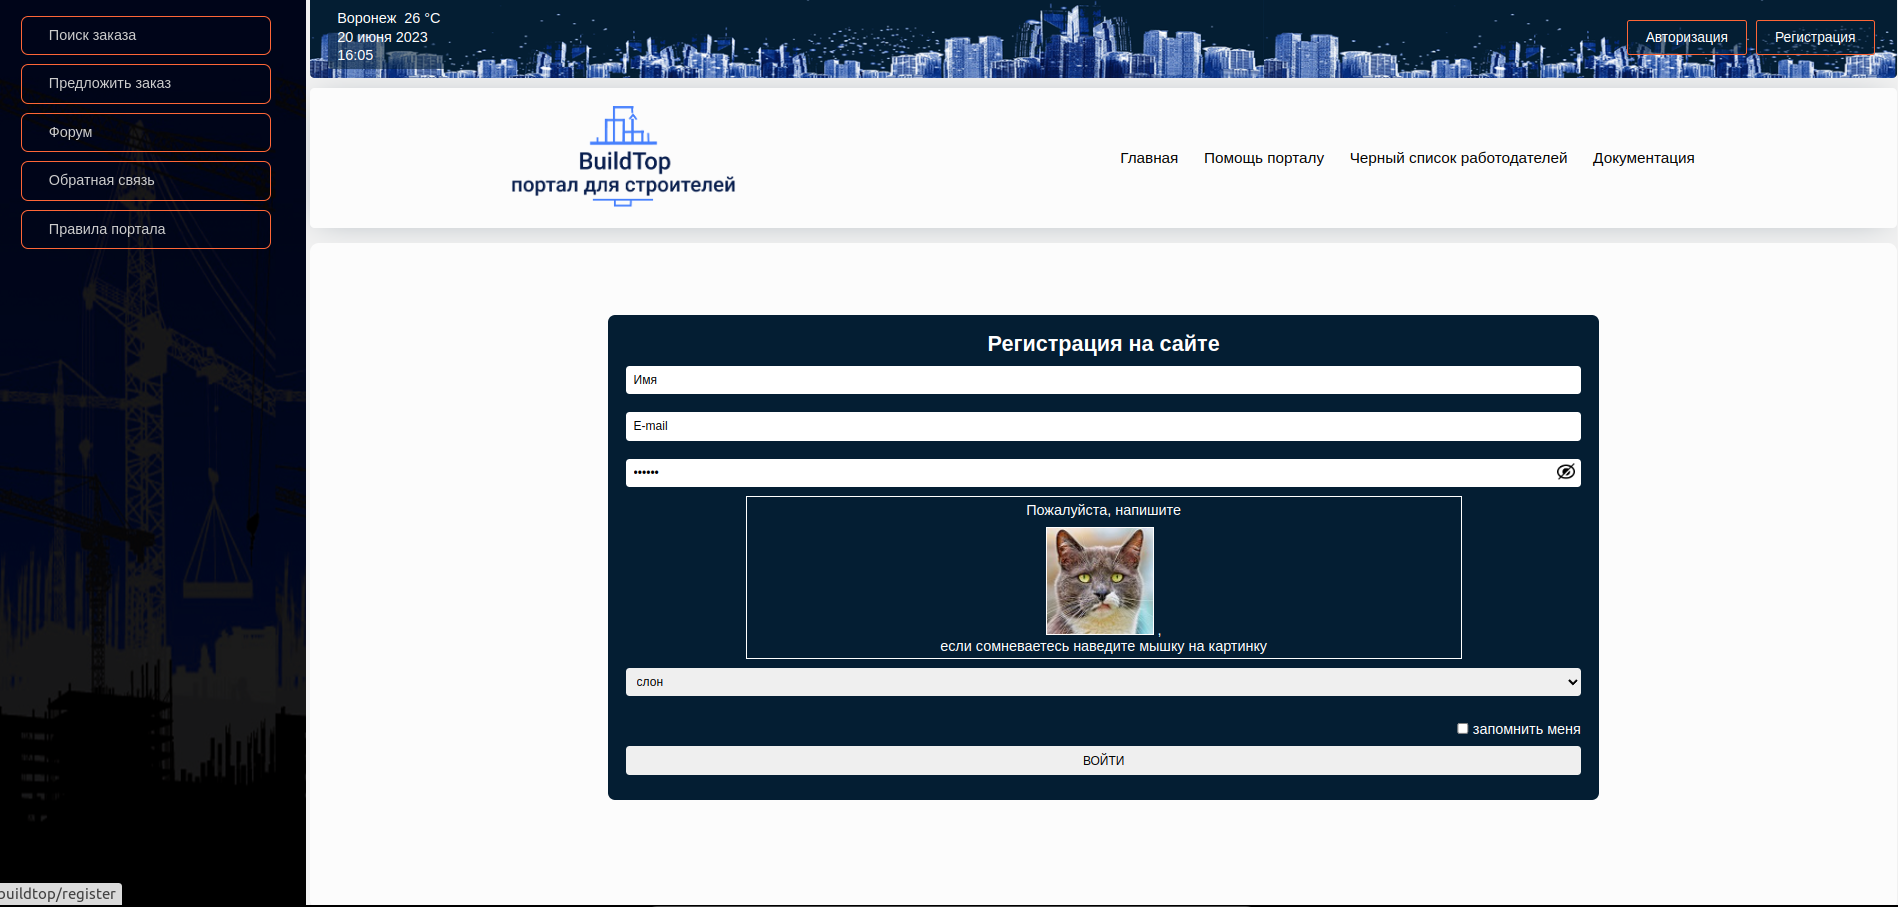 Поиск заказа
Предложить заказ
Форум
Обратная связь
Правила портала
Воронеж 26 °C
20 июня 2023
16:05
Авторизация
Регистрация
BuildTop
портал для строителей
Главная
Помощь порталу
Черный список работодателей
Документация
Регистрация на сайте
Имя
E-mail
••••••
Пожалуйста, напишите
,
если сомневаетесь наведите мышку на картинку
слон
запомнить меня
ВОЙТИ
buildtop/register